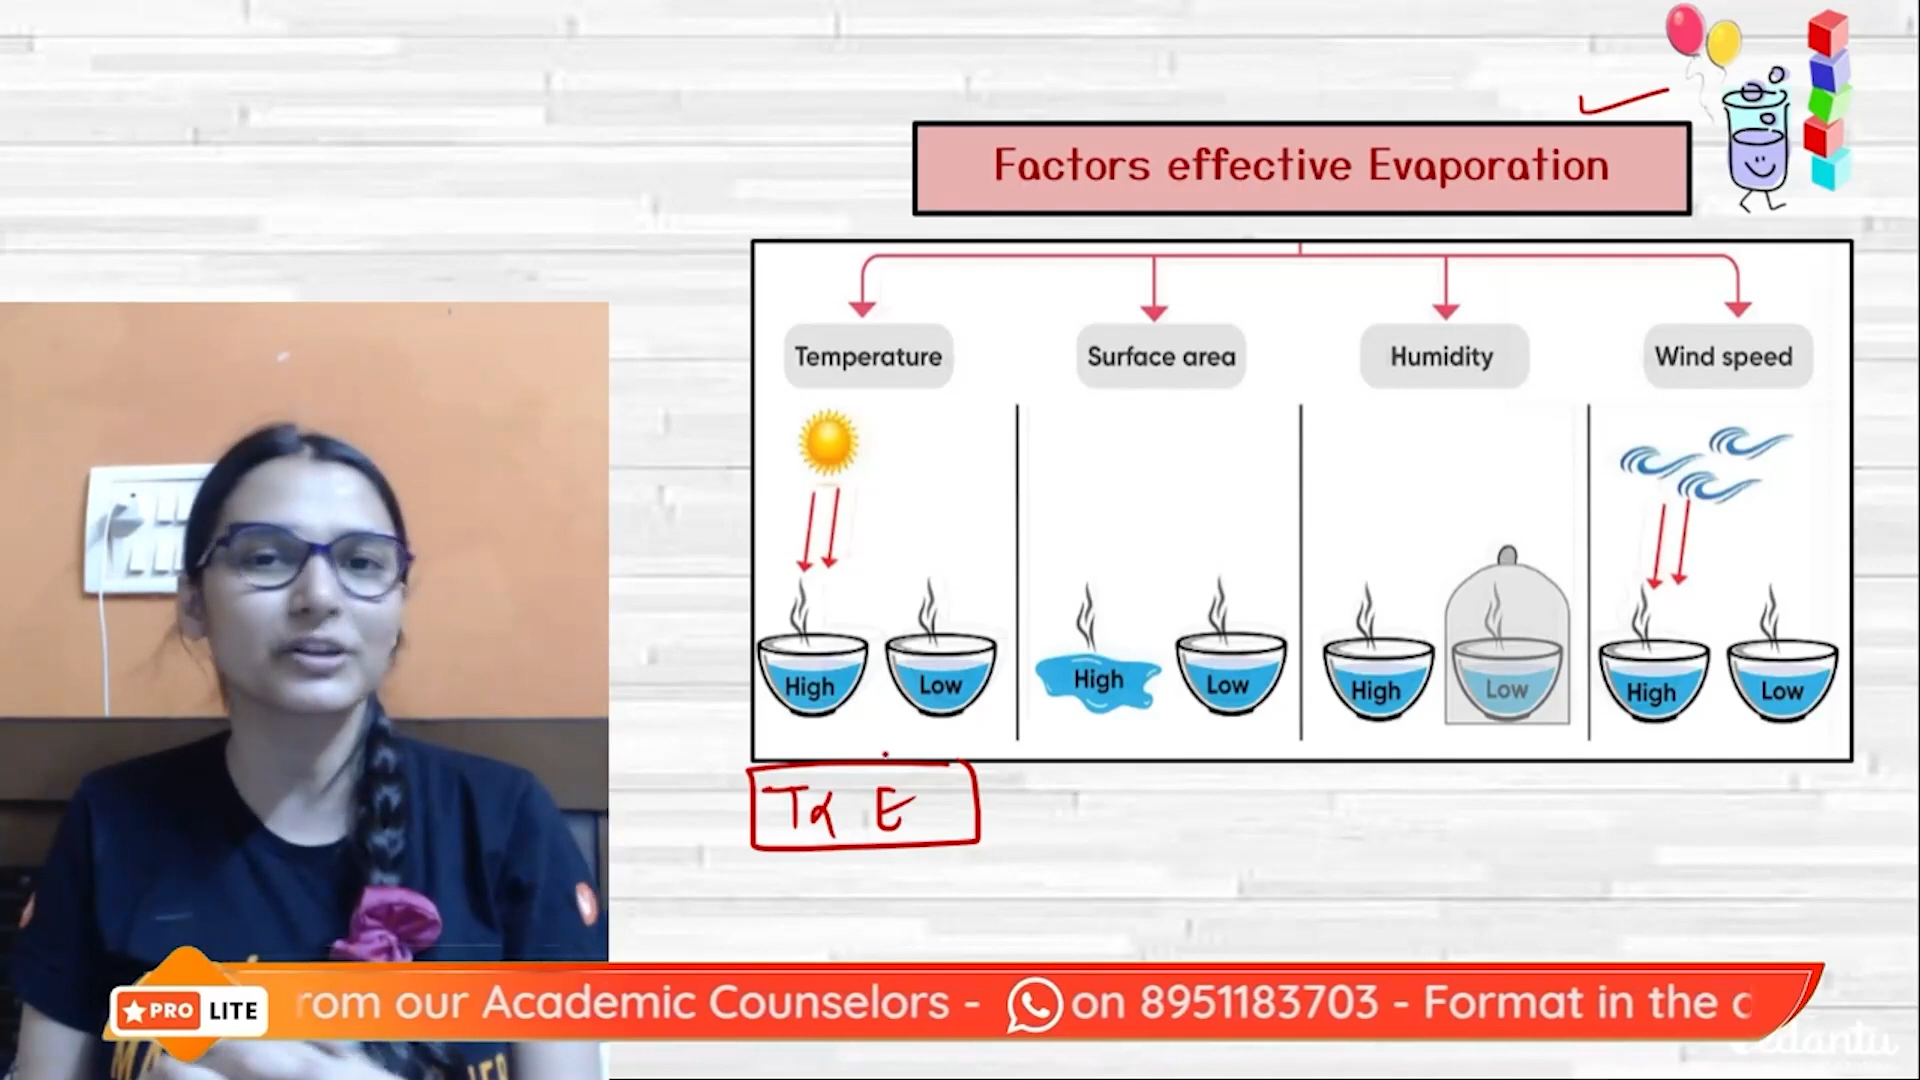 Factors effective Evaporation
Temperature Surface area Humidity Wind speed
High Low High Low High Low High Low
T α E
PRO LITE
rom our Academic Counselors - on 8951183703 - Format in the